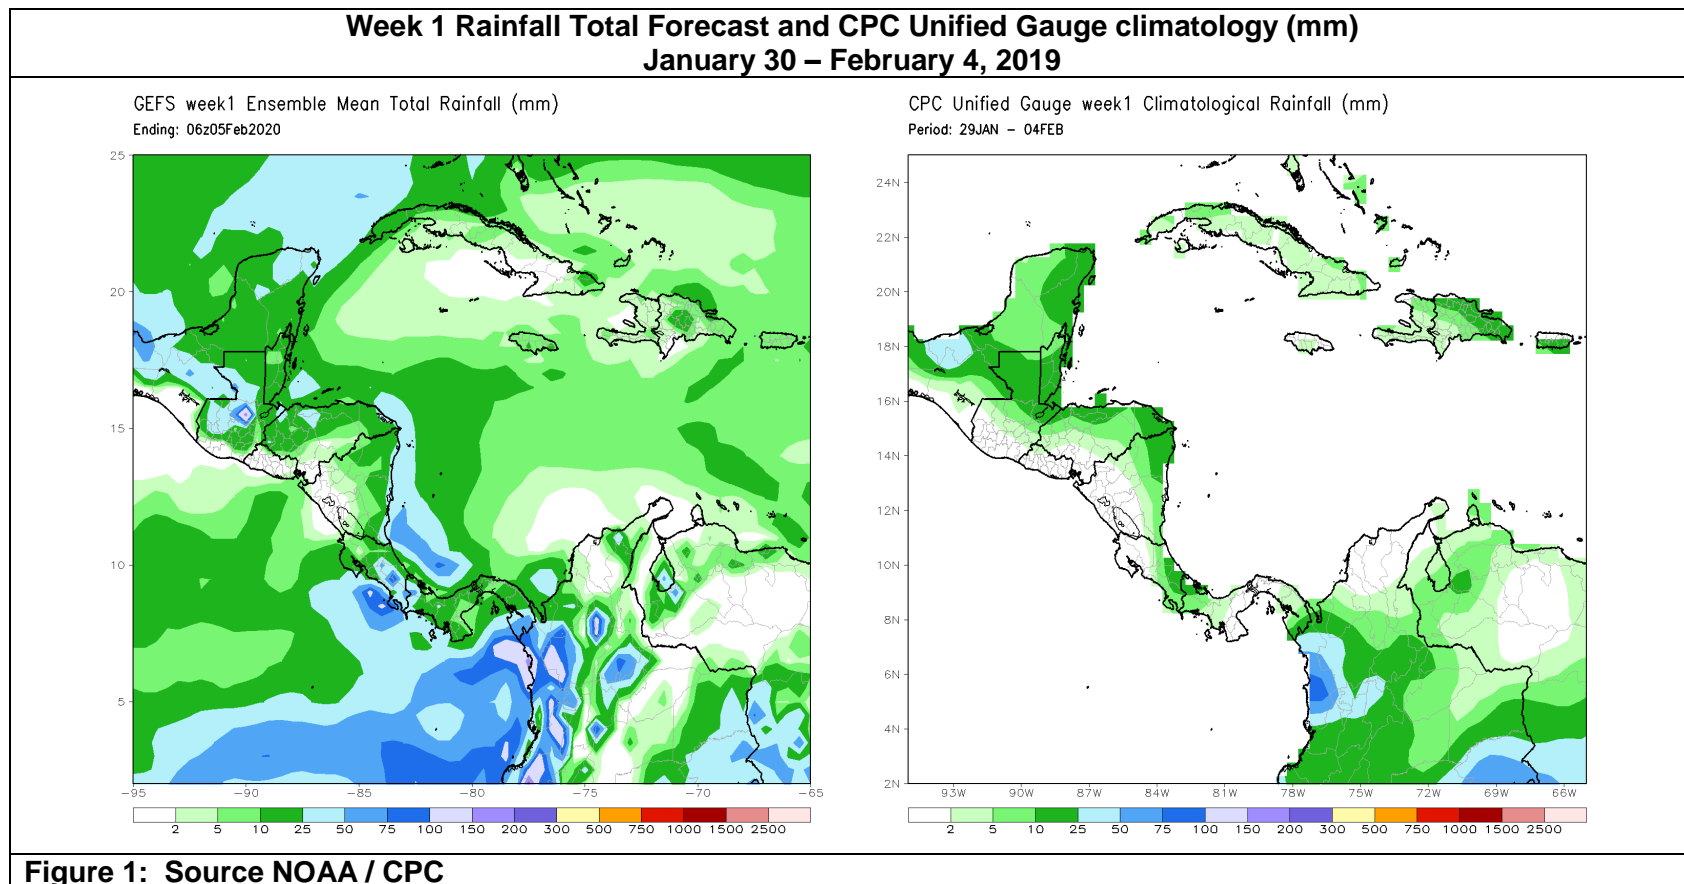 Week 1 Rainfall Total Forecast and CPC Unified Gauge climatology (mm)
January 30 – February 4, 2019
GEFS week1 Ensemble Mean Total Rainfall (mm)
Ending: 06z05Feb2020
25
20
15
10
5
-95 -90 -85 -80 -75 -70 -65
2 5 10 25 50 75 100 150 200 300 500 750 1000 1500 2500
CPC Unified Gauge week1 Climatological Rainfall (mm)
Period: 29JAN - 04FEB
24N
22N
20N
18N
16N
14N
12N
10N
8N
6N
4N
2N
93W 90W 87W 84W 81W 78W 75W 72W 69W 66W
2 5 10 25 50 75 100 150 200 300 500 750 1000 1500 2500
Figure 1: Source NOAA / CPC